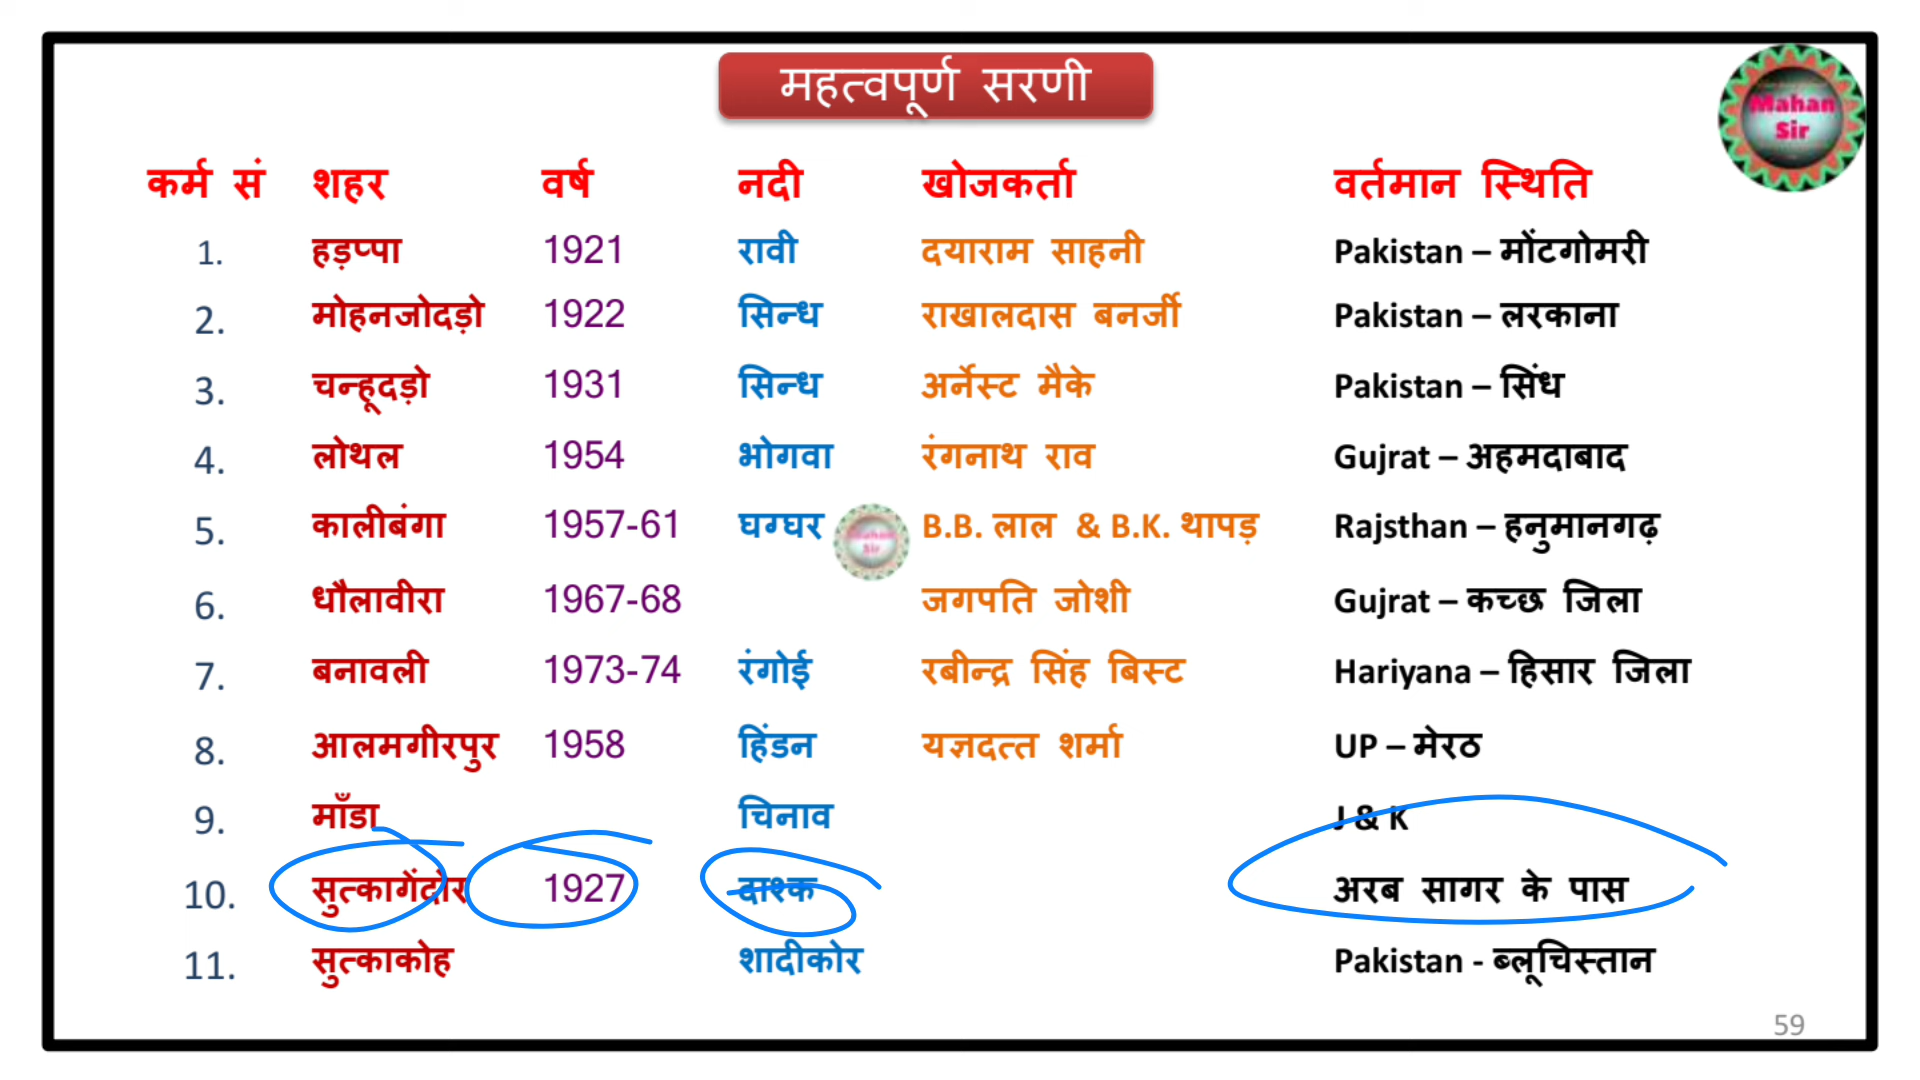 महत्वपूर्ण सरणी
Mahan
Sir
कर्म सं शहर वर्ष नदी खोजकर्ता वर्तमान स्थिति
1. हड़प्पा 1921 रावी दयाराम साहनी Pakistan – मोंटगोमरी
2. मोहनजोदड़ो 1922 सिन्ध राखालदास बनर्जी Pakistan – लरकाना
3. चन्हूदड़ो 1931 सिन्ध अर्नेस्ट मैके Pakistan – सिंध
4. लोथल 1954 भोगवा रंगनाथ राव Gujrat – अहमदाबाद
5. कालीबंगा 1957-61 घग्घर B.B. लाल & B.K. थापड़ Rajsthan – हनुमानगढ़
Mahan
Sir
6. धौलावीरा 1967-68 जगपति जोशी Gujrat – कच्छ जिला
7. बनावली 1973-74 रंगोई रबीन्द्र सिंह बिस्ट Hariyana – हिसार जिला
8. आलमगीरपुर 1958 हिंडन यज्ञदत्त शर्मा UP – मेरठ
9. माँडा चिनाव J & K
10. सुत्कागेंदोर 1927 दाश्क अरब सागर के पास
11. सुत्काकोह शादीकोर Pakistan - ब्लूचिस्तान
59